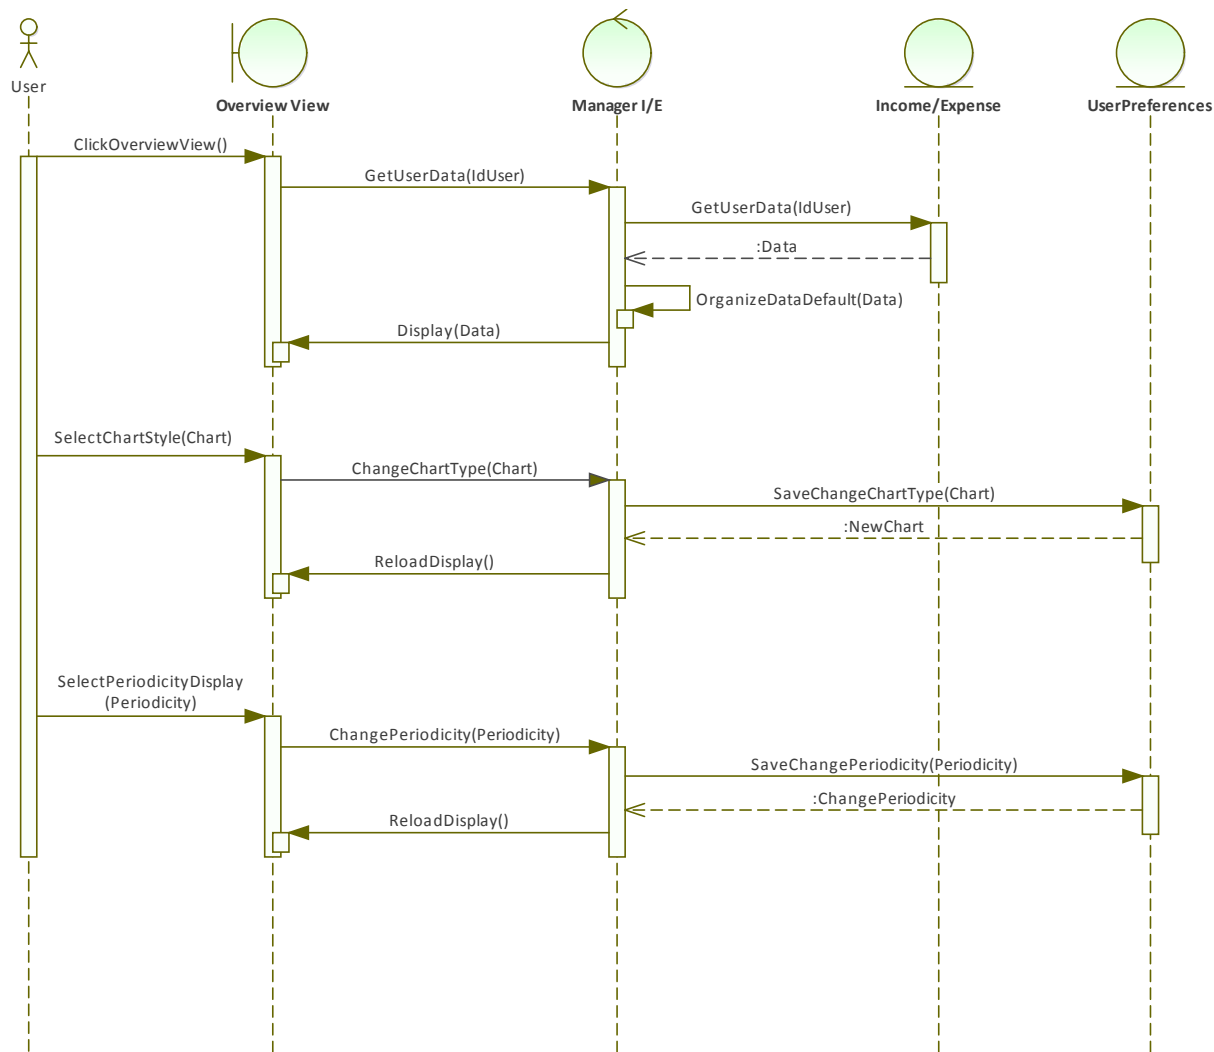 User
Overview View
Manager I/E
Income/Expense
UserPreferences
ClickOverviewView()
GetUserData(IdUser)
GetUserData(IdUser)
:Data
OrganizeDataDefault(Data)
Display(Data)
SelectChartStyle(Chart)
ChangeChartType(Chart)
SaveChangeChartType(Chart)
:NewChart
ReloadDisplay()
SelectPeriodicityDisplay
(Periodicity)
ChangePeriodicity(Periodicity)
SaveChangePeriodicity(Periodicity)
:ChangePeriodicity
ReloadDisplay()